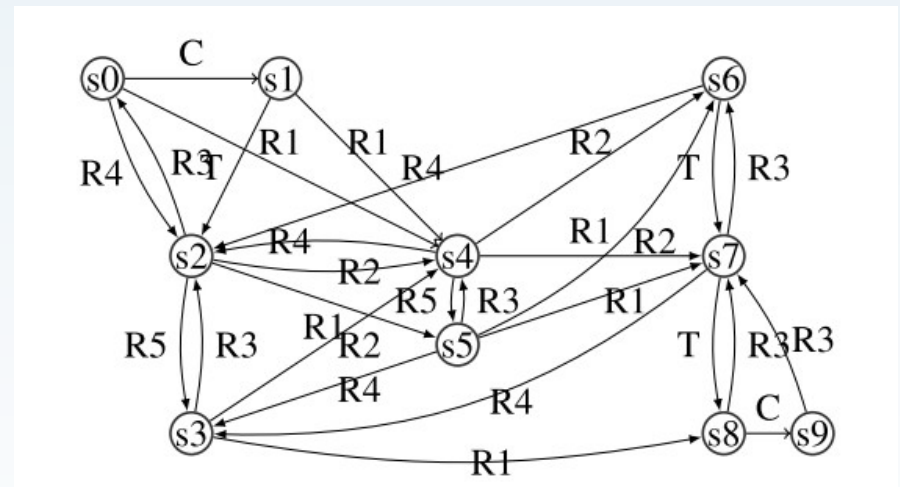 C
s0 s1 s6
R1 R1 R2
R4 R3 T R4 T R3
R4 R1 R2
s2 s4 s7
R2
R5 R3 R1
R1
R5 R3 R2 s5 T R3 R3
R4 R4 C
s3 s8 s9
R1